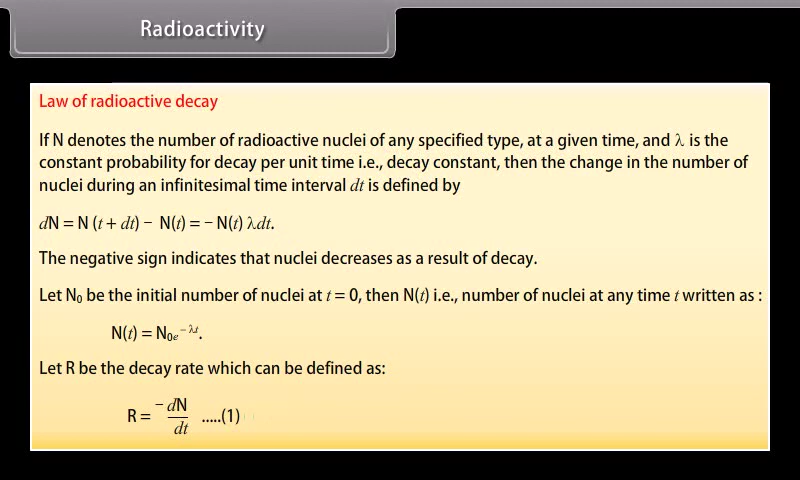 Radioactivity
Law of radioactive decay
If N denotes the number of radioactive nuclei of any specified type, at a given time, and λ is the
constant probability for decay per unit time i.e., decay constant, then the change in the number of
nuclei during an infinitesimal time interval dt is defined by
dN = N (t + dt) − N(t) = − N(t) λdt.
The negative sign indicates that nuclei decreases as a result of decay.
Let N₀ be the initial number of nuclei at t = 0, then N(t) i.e., number of nuclei at any time t written as :
N(t) = N₀e^−λt.
Let R be the decay rate which can be defined as:
R = −dN/dt .....(1)